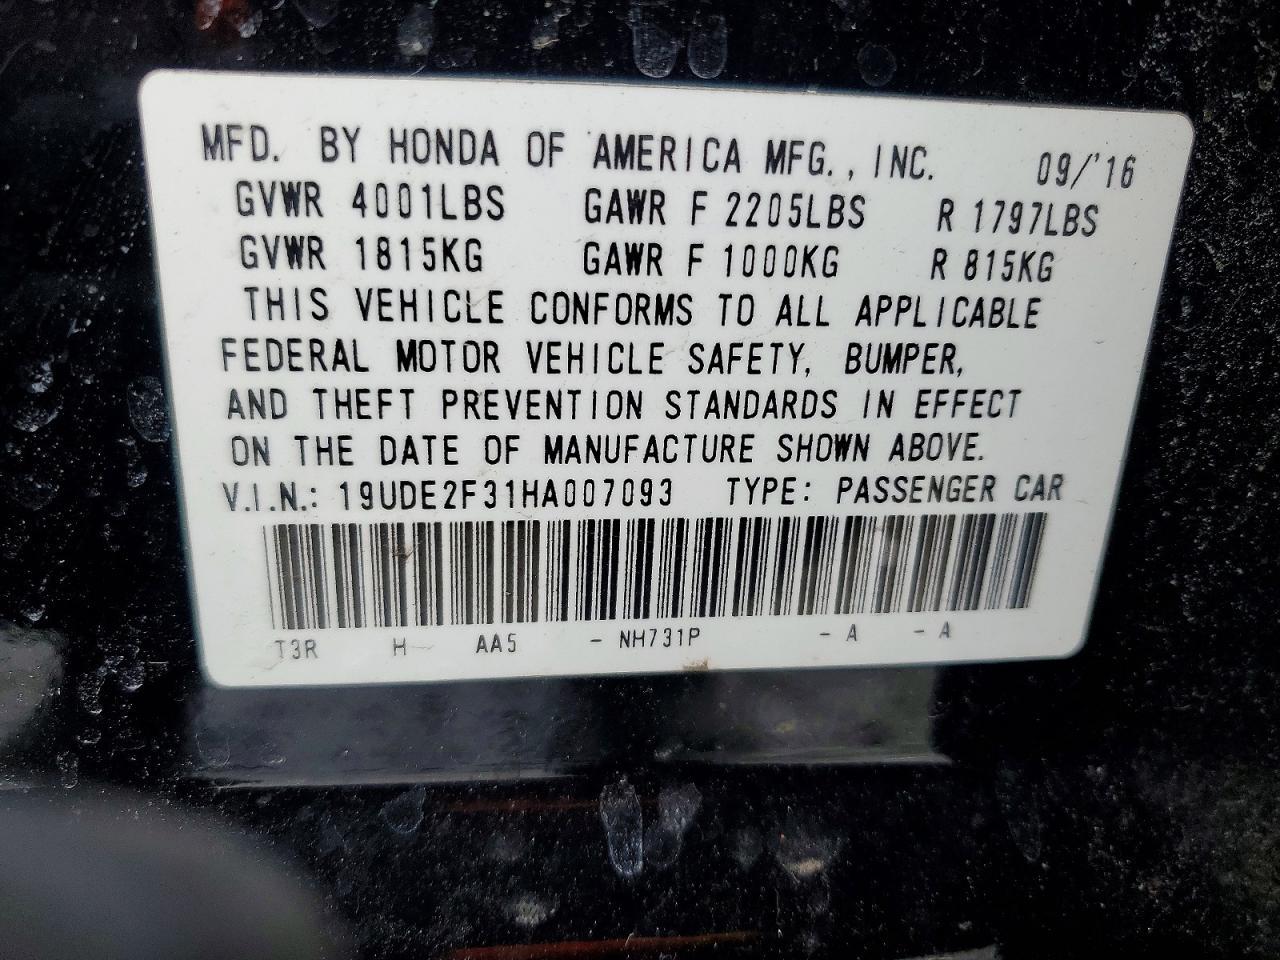 MFD. BY HONDA OF AMERICA MFG., INC. 09/'16
GVWR 4001LBS GAWR F 2205LBS R 1797LBS
GVWR 1815KG GAWR F 1000KG R 815KG
THIS VEHICLE CONFORMS TO ALL APPLICABLE
FEDERAL MOTOR VEHICLE SAFETY, BUMPER,
AND THEFT PREVENTION STANDARDS IN EFFECT
ON THE DATE OF MANUFACTURE SHOWN ABOVE.
V.I.N.: 19UDE2F31HA007093 TYPE: PASSENGER CAR
T3R H AA5 - NH731P - A - A